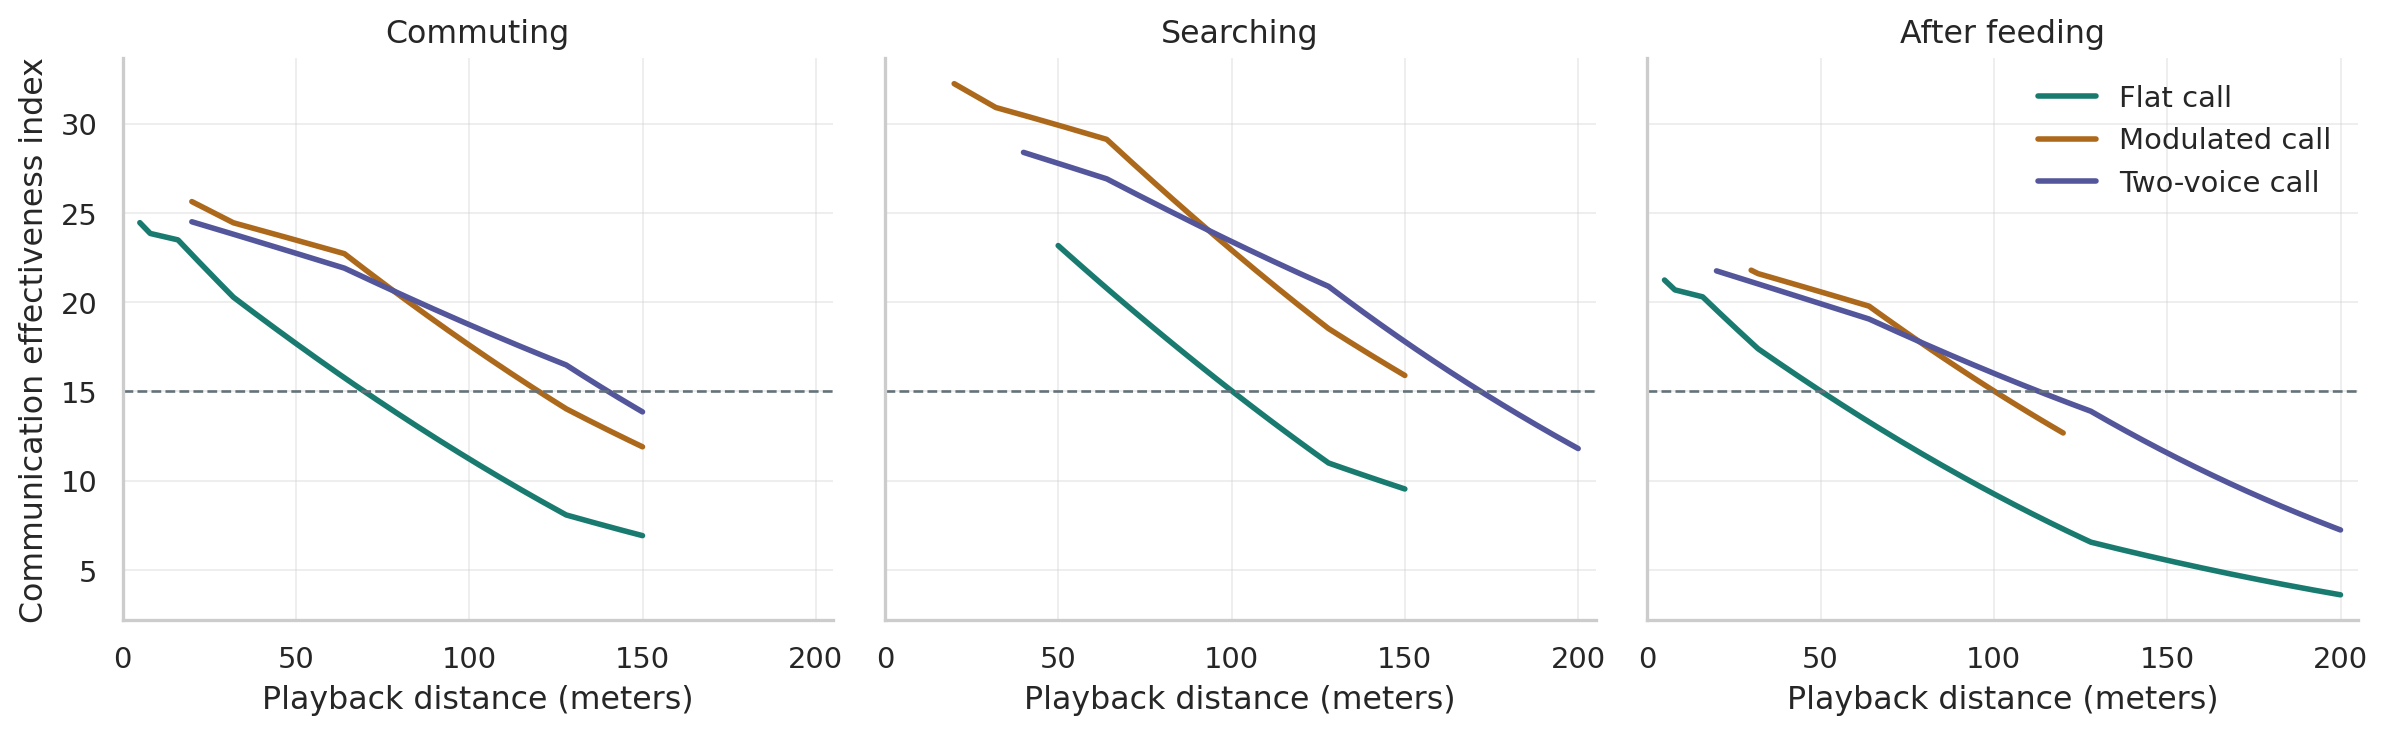 Commuting
Searching
After feeding
Communication effectiveness index
30
25
20
15
10
5
Flat call
Modulated call
Two-voice call
0 50 100 150 200
0 50 100 150 200
0 50 100 150 200
Playback distance (meters)
Playback distance (meters)
Playback distance (meters)